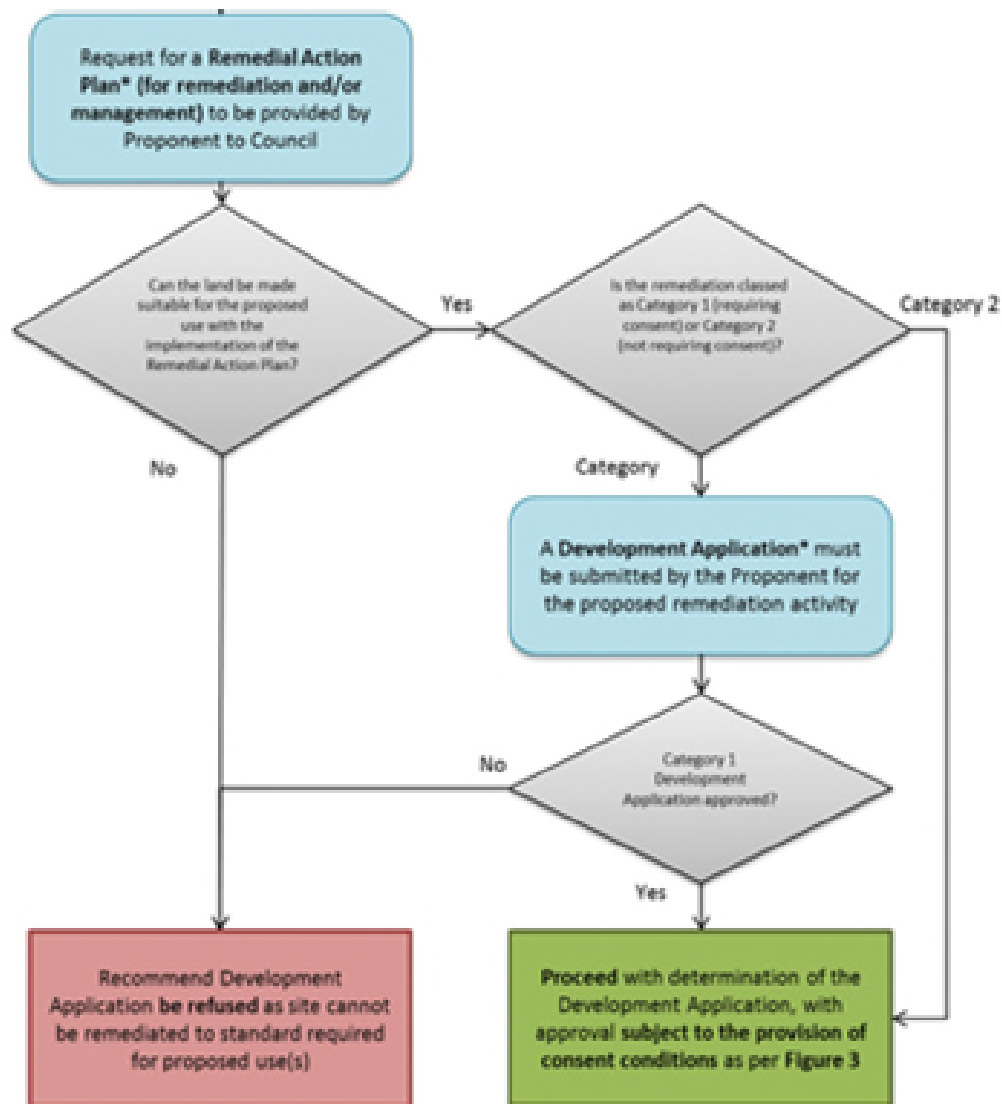 Request for a Remedial Action
Plan* (for remediation and/or
management) to be provided by
Proponent to Council
Can the land be made
suitable for the proposed
use with the
implementation of the
Remedial Action Plan?
Yes
Is the remediation classed
as Category 1 (requiring
consent) or Category 2
(not requiring consent)?
Category 2
No
Category
A Development Application* must
be submitted by the Proponent for
the proposed remediation activity
No
Category 1
Development
Application approved?
Yes
Recommend Development
Application be refused as site cannot
be remediated to standard required
for proposed use(s)
Proceed with determination of the
Development Application, with
approval subject to the provision of
consent conditions as per Figure 3